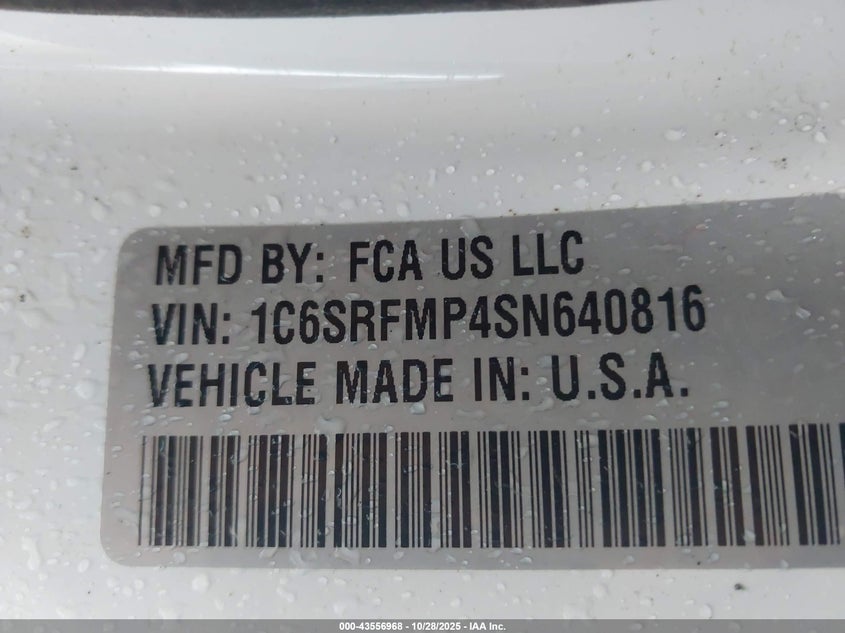 MFD BY: FCA US LLC
VIN: 1C6SRFMP4SN640816
VEHICLE MADE IN: U.S.A.
000-43556968 - 10/28/2025 - IAA Inc.